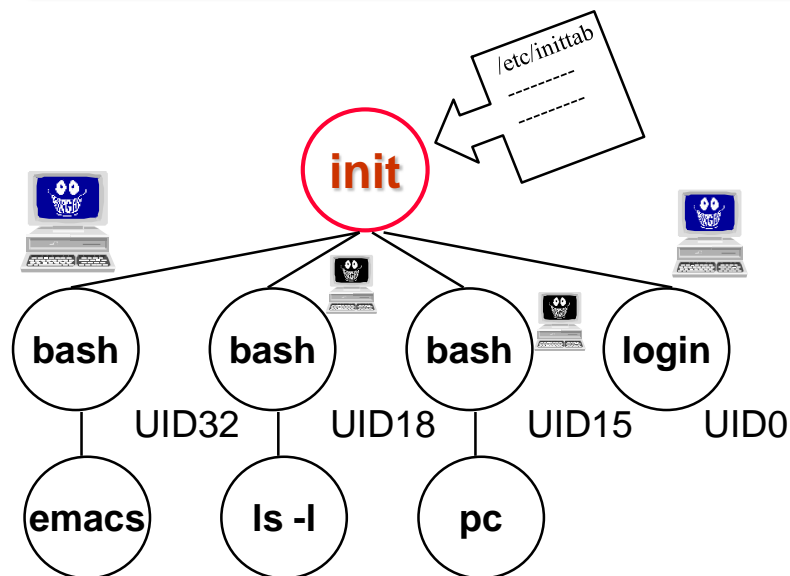 /etc/inittab
----------
----------
init
bash
bash
bash
login
UID32
UID18
UID15
UID0
emacs
ls -l
pc